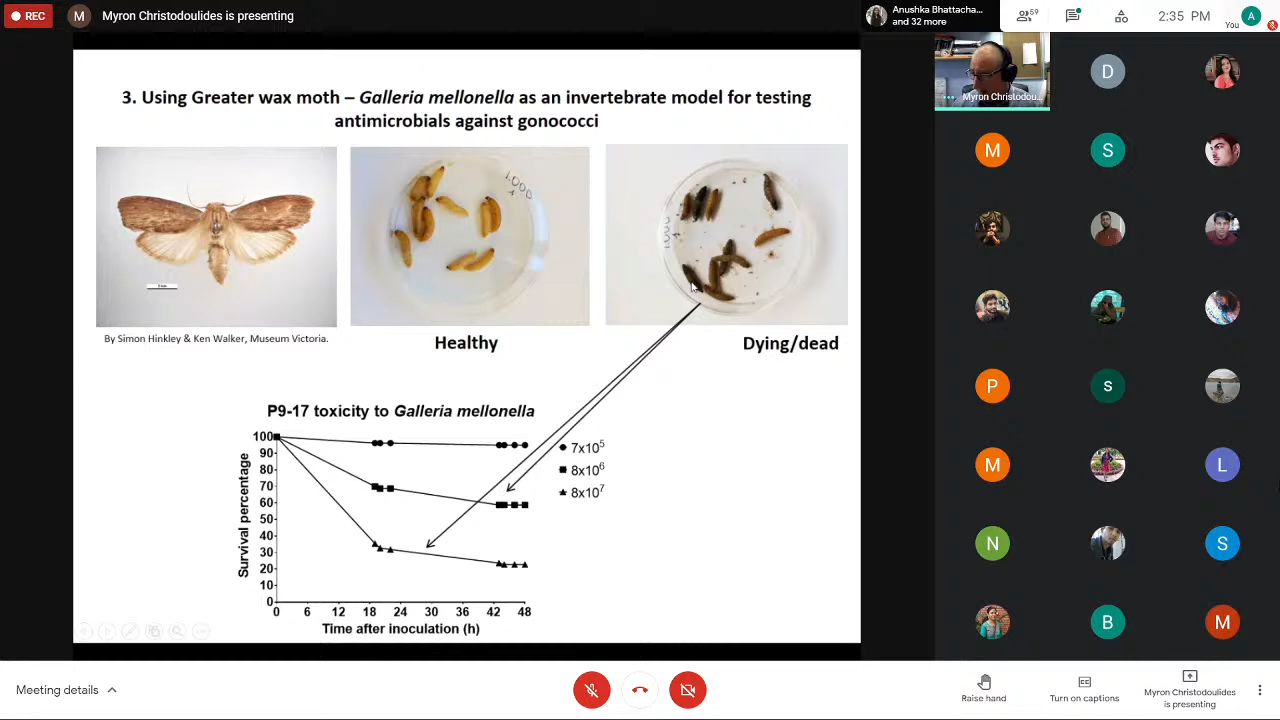 REC
M
Myron Christodoulides is presenting
Anushka Bhattacha...
and 32 more
59
2:35 PM
A
You
3. Using Greater wax moth – Galleria mellonella as an invertebrate model for testing
antimicrobials against gonococci
1000
By Simon Hinkley & Ken Walker, Museum Victoria.
Healthy
Dying/dead
P9-17 toxicity to Galleria mellonella
Survival percentage
100
90
80
70
60
50
40
30
20
10
0
0 6 12 18 24 30 36 42 48
Time after inoculation (h)
7x10⁵
8x10⁶
8x10⁷
Myron Christodou...
D
M S
P s
M L
N S
B M
Meeting details
Raise hand
CC
Turn on captions
Myron Christodoulides
is presenting